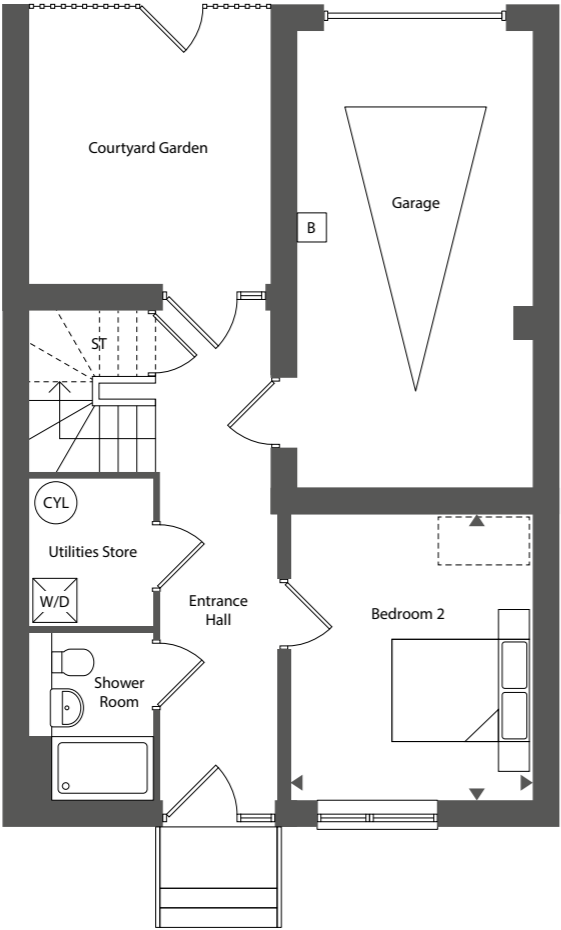 Courtyard Garden
Garage
B
ST
CYL
Utilities Store
W/D
Entrance
Hall
Bedroom 2
Shower
Room